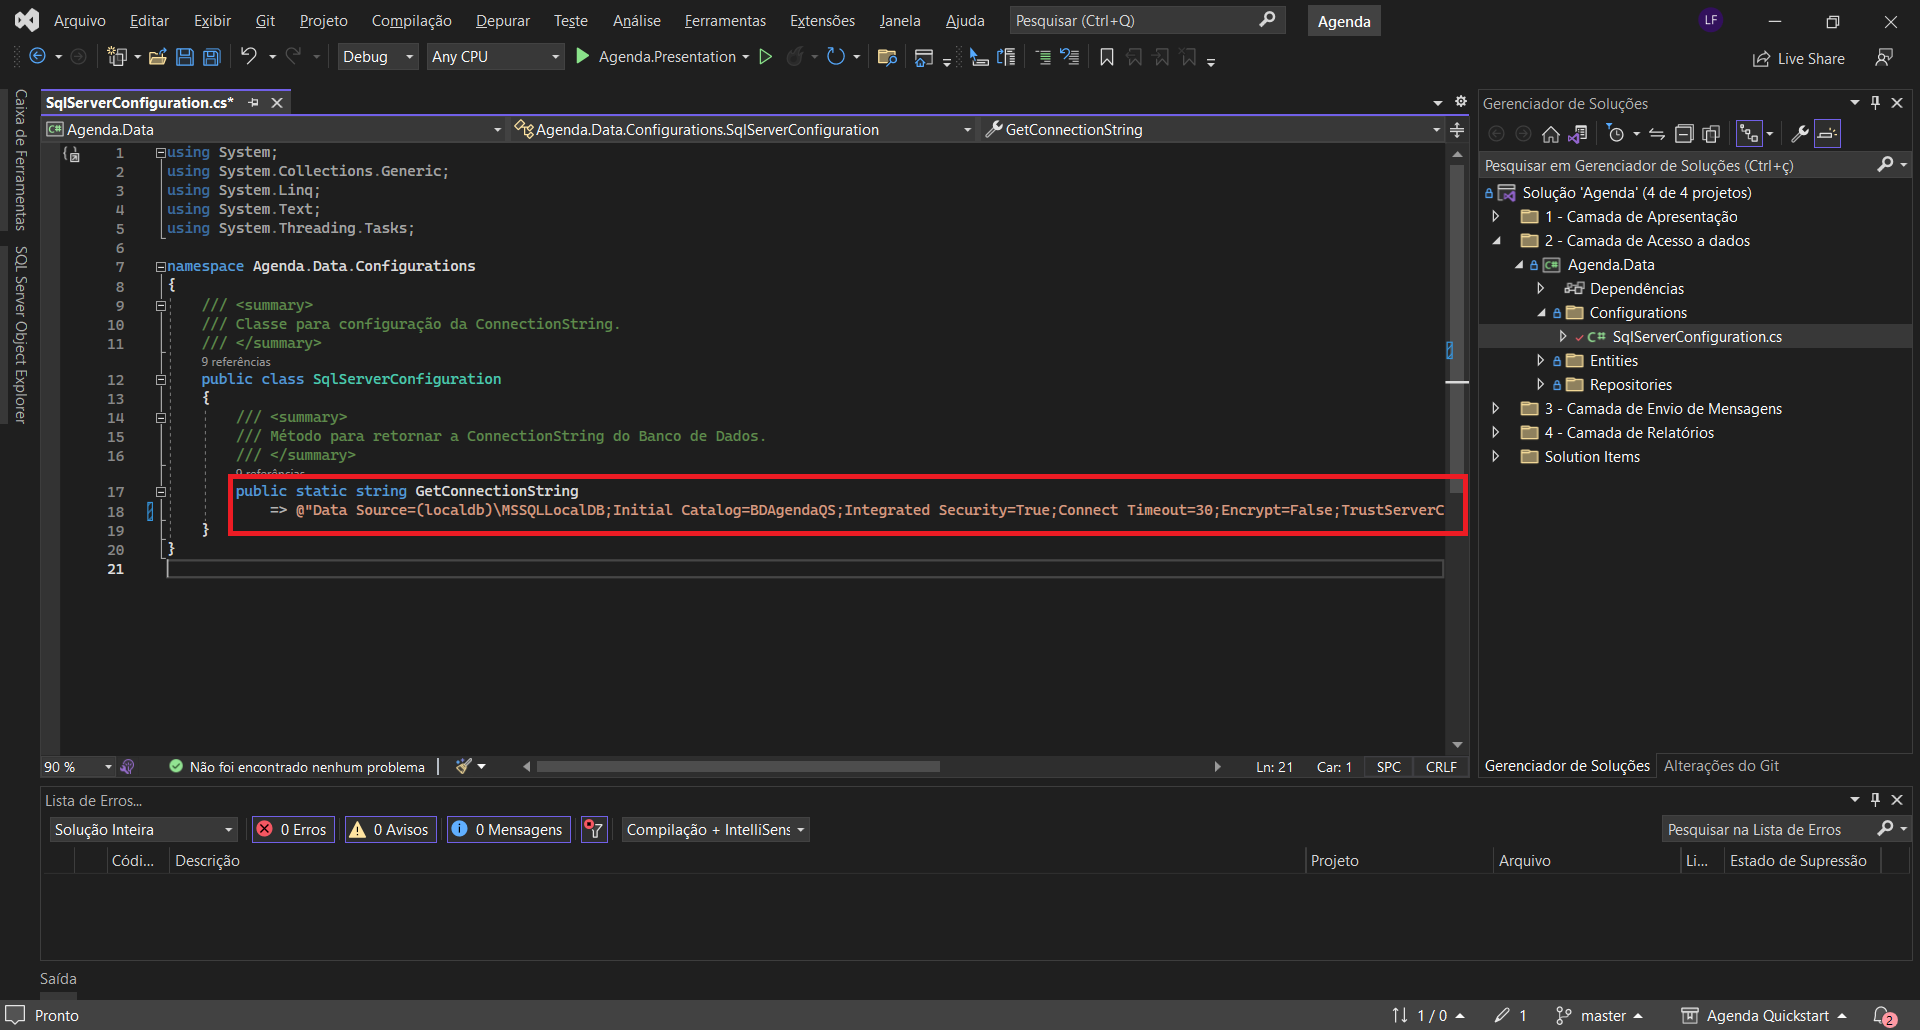 Arquivo Editar Exibir Git Projeto Compilação Depurar Teste Análise Ferramentas Extensões Janela Ajuda Pesquisar (Ctrl+Q) Agenda LF
Debug Any CPU Agenda.Presentation Live Share
Caixa de Ferramentas
SQL Server Object Explorer
SqlServerConfiguration.cs*
Agenda.Data Agenda.Data.Configurations.SqlServerConfiguration GetConnectionString
1 using System;
2 using System.Collections.Generic;
3 using System.Linq;
4 using System.Text;
5 using System.Threading.Tasks;
6
7 namespace Agenda.Data.Configurations
8 {
9 /// <summary>
10 /// Classe para configuração da ConnectionString.
11 /// </summary>
9 referências
12 public class SqlServerConfiguration
13 {
14 /// <summary>
15 /// Método para retornar a ConnectionString do Banco de Dados.
16 /// </summary>
9 referências
17 public static string GetConnectionString
18 => @"Data Source=(localdb)\MSSQLLocalDB;Initial Catalog=BDAgendaQS;Integrated Security=True;Connect Timeout=30;Encrypt=False;TrustServerC
19 }
20 }
21
90 % Não foi encontrado nenhum problema Ln: 21 Car: 1 SPC CRLF
Gerenciador de Soluções
Pesquisar em Gerenciador de Soluções (Ctrl+ç)
Solução 'Agenda' (4 de 4 projetos)
1 - Camada de Apresentação
2 - Camada de Acesso a dados
C# Agenda.Data
Dependências
Configurations
C# SqlServerConfiguration.cs
Entities
Repositories
3 - Camada de Envio de Mensagens
4 - Camada de Relatórios
Solution Items
Gerenciador de Soluções Alterações do Git
Lista de Erros...
Solução Inteira 0 Erros 0 Avisos 0 Mensagens Compilação + IntelliSens Pesquisar na Lista de Erros
Códi... Descrição Projeto Arquivo Li... Estado de Supressão
Saída
Pronto 1 / 0 1 master Agenda Quickstart 2